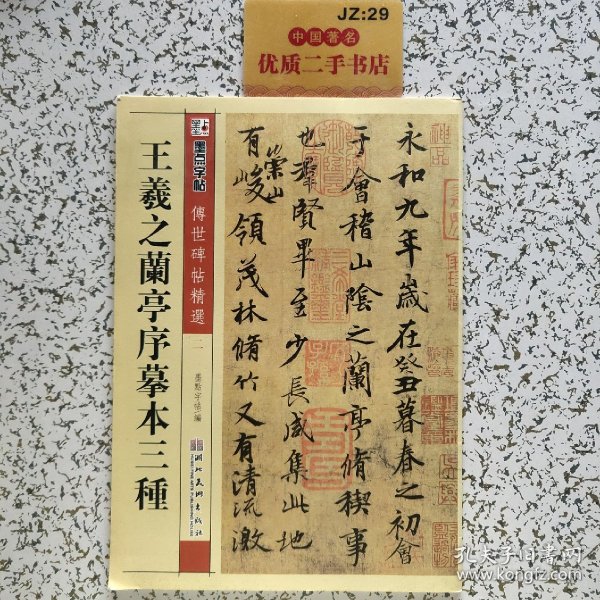 JZ:29
中国著名
优质二手书店
墨点字帖
傳世碑帖精選
王羲之蘭亭序摹本三種
墨點字帖編
湖北美術出版社
永和九年歲在癸丑暮春之初會
于會稽山陰之蘭亭脩稧事
也羣賢畢至少長咸集此地
有崇山峻領茂林脩竹又有清流激
孔夫子旧书网
www.kongfz.com